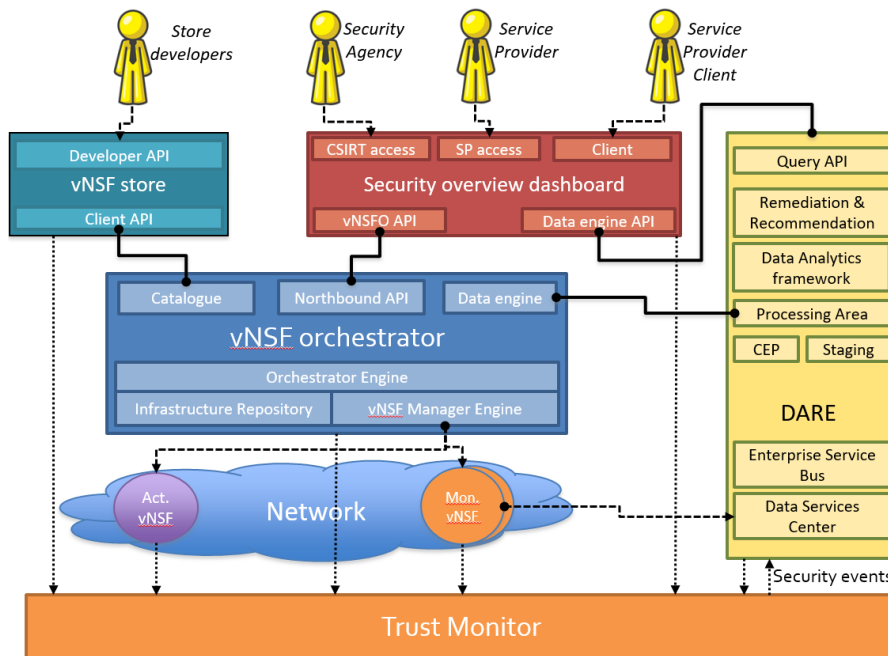 Store
developers
Security
Agency
Service
Provider
Service
Provider
Client
Developer API
vNSF store
Client API
CSIRT access
SP access
Client
Security overview dashboard
vNSFO API
Data engine API
Query API
Remediation &
Recommendation
Data Analytics
framework
Processing Area
CEP
Staging
DARE
Enterprise Service
Bus
Data Services
Center
Catalogue
Northbound API
Data engine
vNSF orchestrator
Orchestrator Engine
Infrastructure Repository
vNSF Manager Engine
Act.
vNSF
Network
Mon.
vNSF
Security events
Trust Monitor